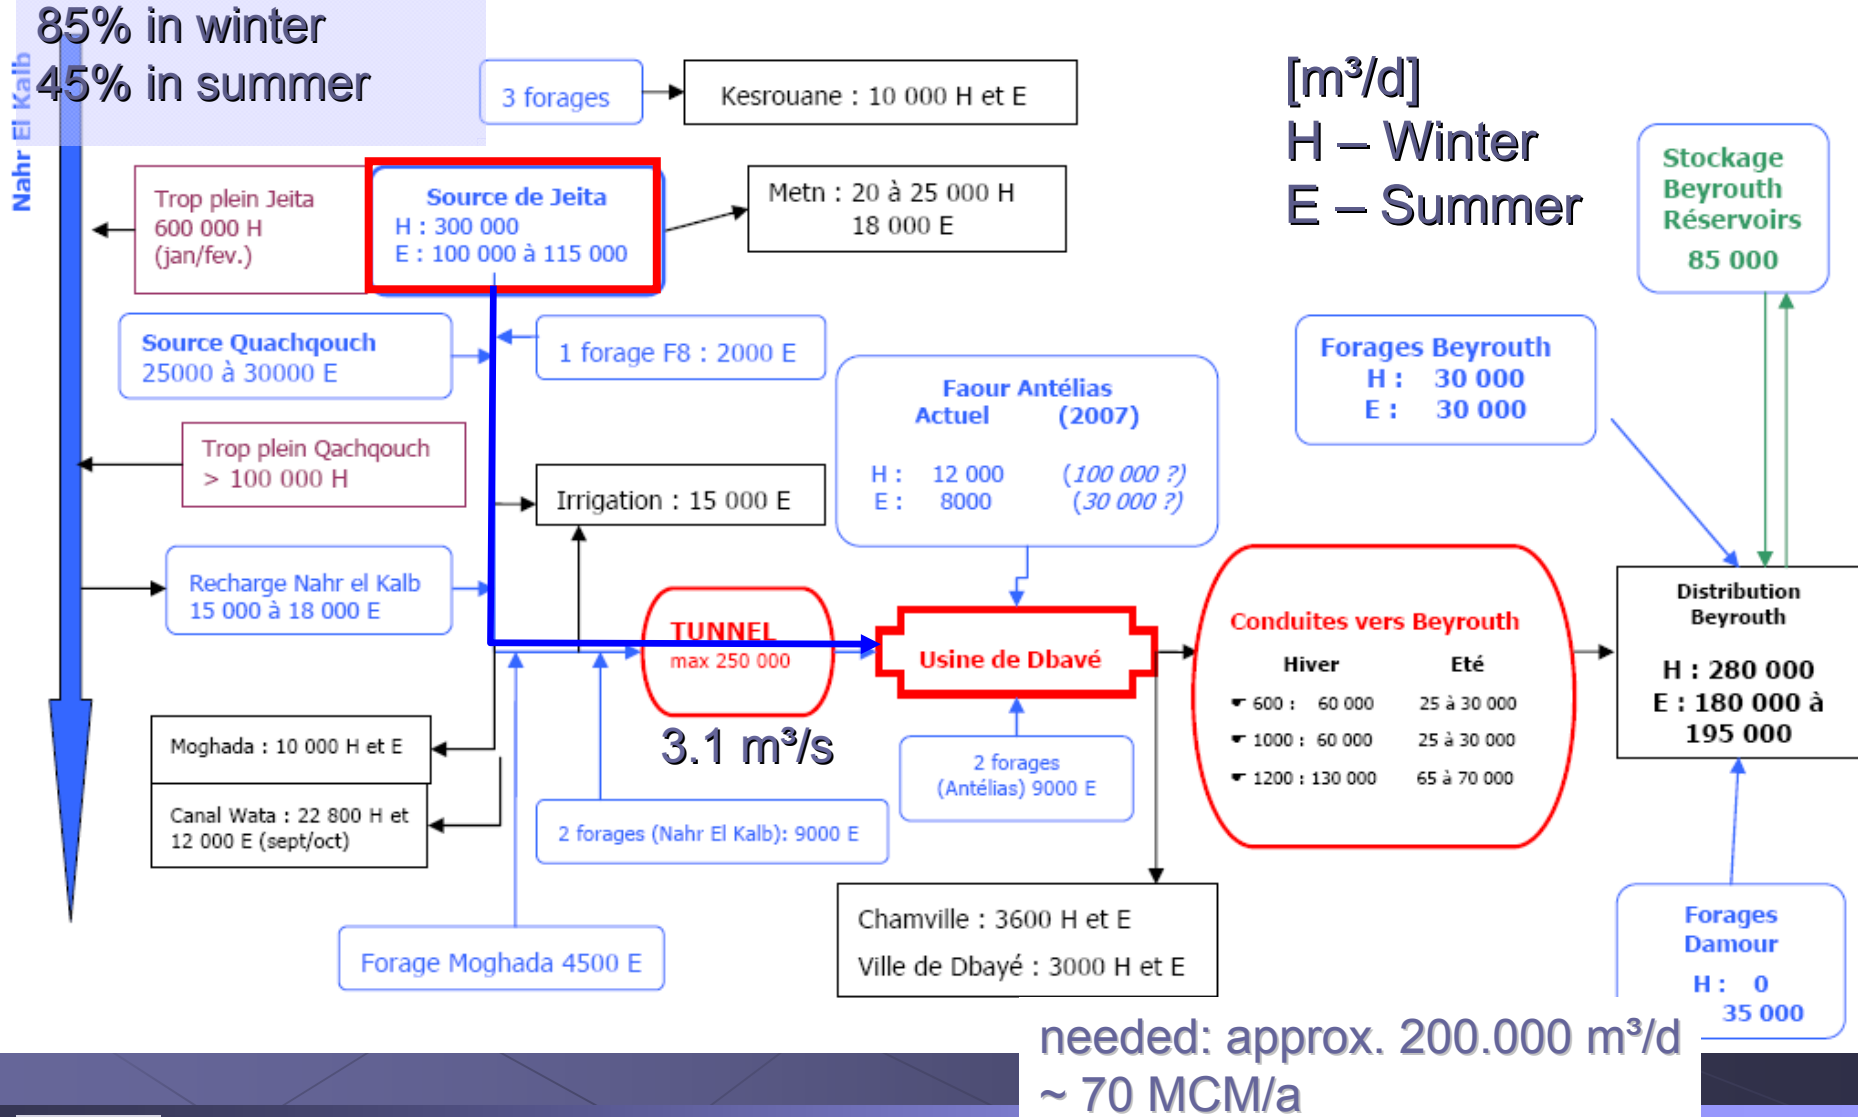 85% in winter
45% in summer
Nahr El Kalb
3 forages
Kesrouane : 10 000 H et E
[m³/d]
H – Winter
E – Summer
Trop plein Jeita
600 000 H
(jan/fev.)
Source de Jeita
H : 300 000
E : 100 000 à 115 000
Metn : 20 à 25 000 H
18 000 E
Stockage
Beyrouth
Réservoirs
85 000
Source Quachqouch
25000 à 30000 E
1 forage F8 : 2000 E
Faour Antélias
Actuel (2007)
H : 12 000 (100 000 ?)
E : 8000 (30 000 ?)
Forages Beyrouth
H : 30 000
E : 30 000
Trop plein Qachqouch
> 100 000 H
Irrigation : 15 000 E
Recharge Nahr el Kalb
15 000 à 18 000 E
TUNNEL
max 250 000
3.1 m³/s
Usine de Dbayé
Conduites vers Beyrouth
Hiver Eté
600 : 60 000 25 à 30 000
1000 : 60 000 25 à 30 000
1200 : 130 000 65 à 70 000
Distribution
Beyrouth
H : 280 000
E : 180 000 à
195 000
Moghada : 10 000 H et E
Canal Wata : 22 800 H et
12 000 E (sept/oct)
2 forages (Nahr El Kalb): 9000 E
2 forages
(Antélias) 9000 E
Forage Moghada 4500 E
Chamville : 3600 H et E
Ville de Dbayé : 3000 H et E
Forages
Damour
H : 0
35 000
needed: approx. 200.000 m³/d
~ 70 MCM/a